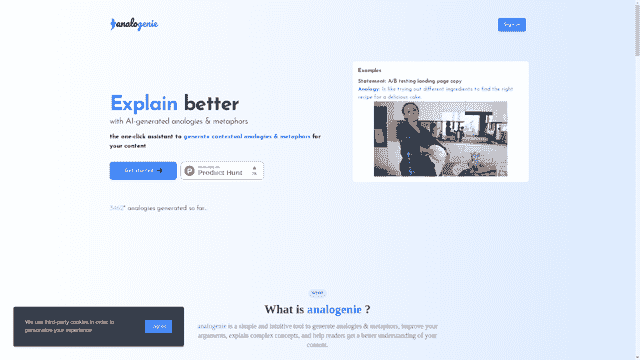 analogenie
Sign in
Examples
Statement: A/B testing landing page copy
Analogy: Is like trying out different ingredients to find the right
recipe for a delicious cake.
Explain better
with AI-generated analogies & metaphors
the one-click assistant to generate contextual analogies & metaphors for
your content
Get started →
Product Hunt
analogies generated so far...
What is analogenie ?
analogenie is a simple and intuitive tool to generate analogies & metaphors, improve your
arguments, explain complex concepts, and help readers get a better understanding of your
content.
We use third-party cookies in order to
personalize your experience